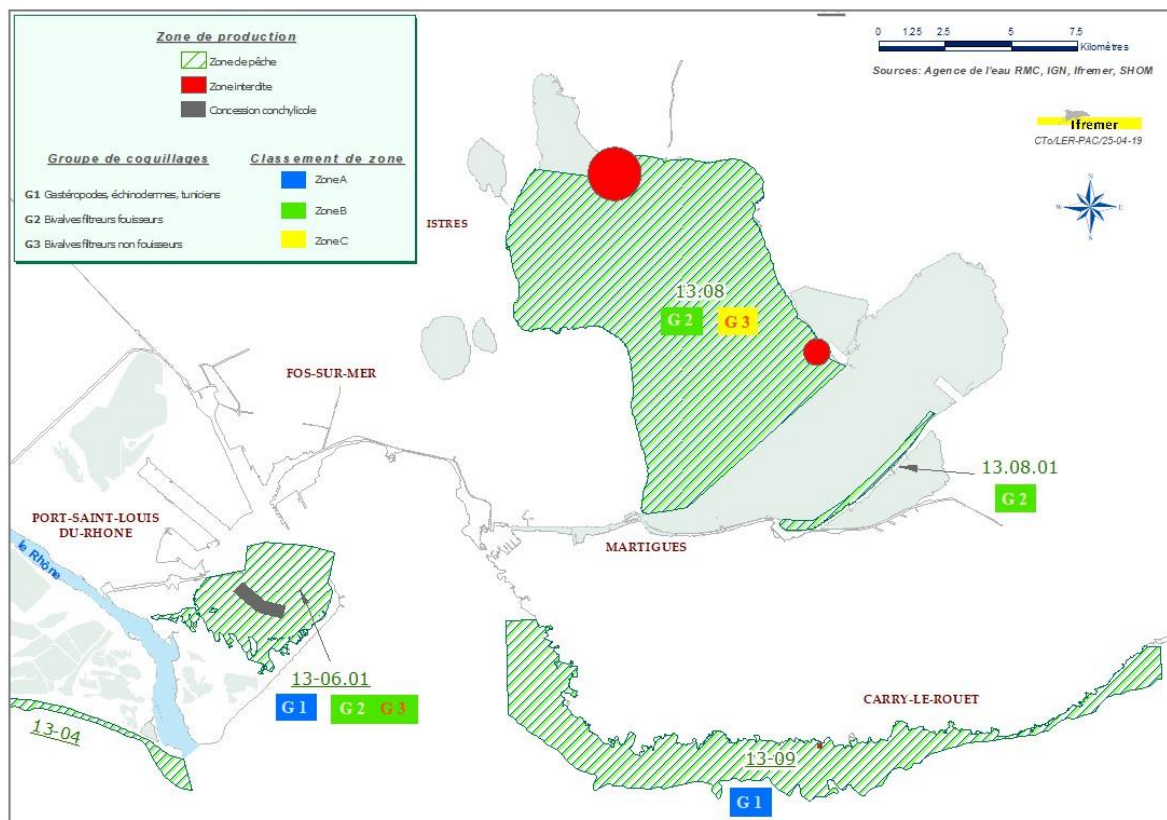 Zone de production
Zone de pêche
Zone interdite
Concession conchylicole
Groupe de coquillages
Classement de zone
G1 Gastéropodes, échinodermes, tuniciers
G2 Bivalves filtreurs fouisseurs
G3 Bivalves filtreurs non fouisseurs
Zone A
Zone B
Zone C
0 1.25 2.5 5 7.5
Kilomètres
Sources: Agence de l'eau RMC, IGN, Ifremer, SHOM
Ifremer
CTo/LER-PAC/25-04-19
N
W E
S
ISTRES
13.08
G 2 G 3
FOS-SUR-MER
13.08.01
G 2
PORT-SAINT-LOUIS
DU-RHONE
MARTIGUES
le Rhône
13-06.01
G 1 G 2 G 3
CARRY-LE-ROUET
13-04
13-09
G 1